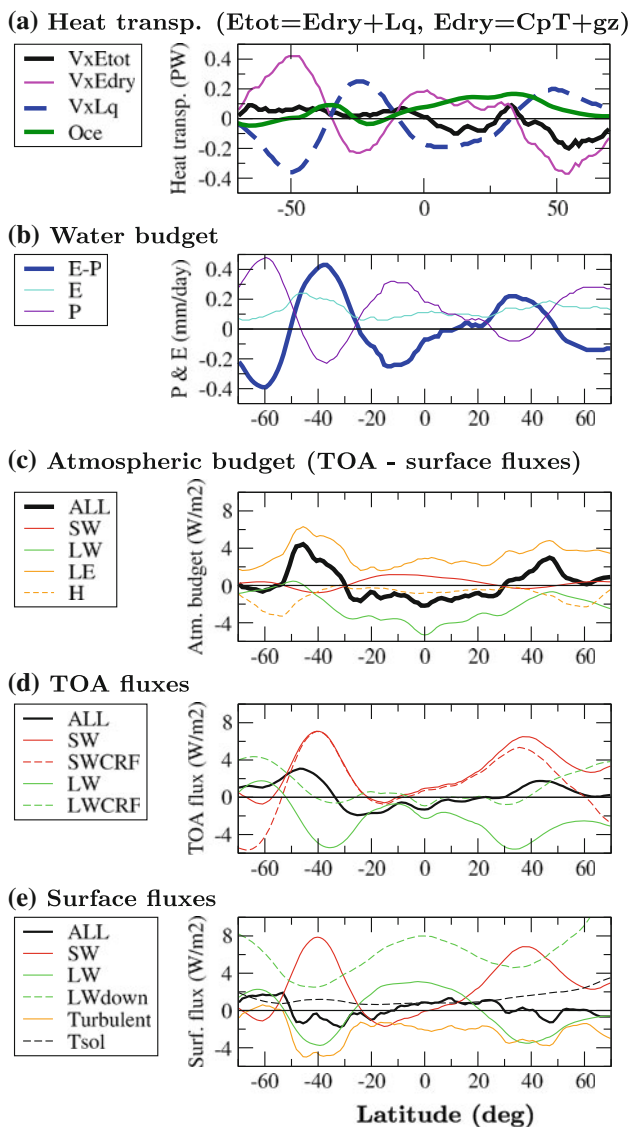 (a) Heat transp. (Etot=Edry+Lq, Edry=CpT+gz)
VxEtot
VxEdry
VxLq
Oce
Heat transp. (PW)
0.4
0.2
0
-0.2
-0.4
-50
0
50
(b) Water budget
E-P
E
P
P & E (mm/day)
0.4
0.2
0
-0.2
-0.4
-60
-40
-20
0
20
40
60
(c) Atmospheric budget (TOA - surface fluxes)
ALL
SW
LW
LE
H
Atm. budget (W/m2)
8
4
0
-4
-60
-40
-20
0
20
40
60
(d) TOA fluxes
ALL
SW
SWCRF
LW
LWCRF
TOA flux (W/m2)
8
4
0
-4
-60
-40
-20
0
20
40
60
(e) Surface fluxes
ALL
SW
LW
LWdown
Turbulent
Tsol
Surf. flux (W/m2)
8
4
0
-4
-60
-40
-20
0
20
40
60
Latitude (deg)